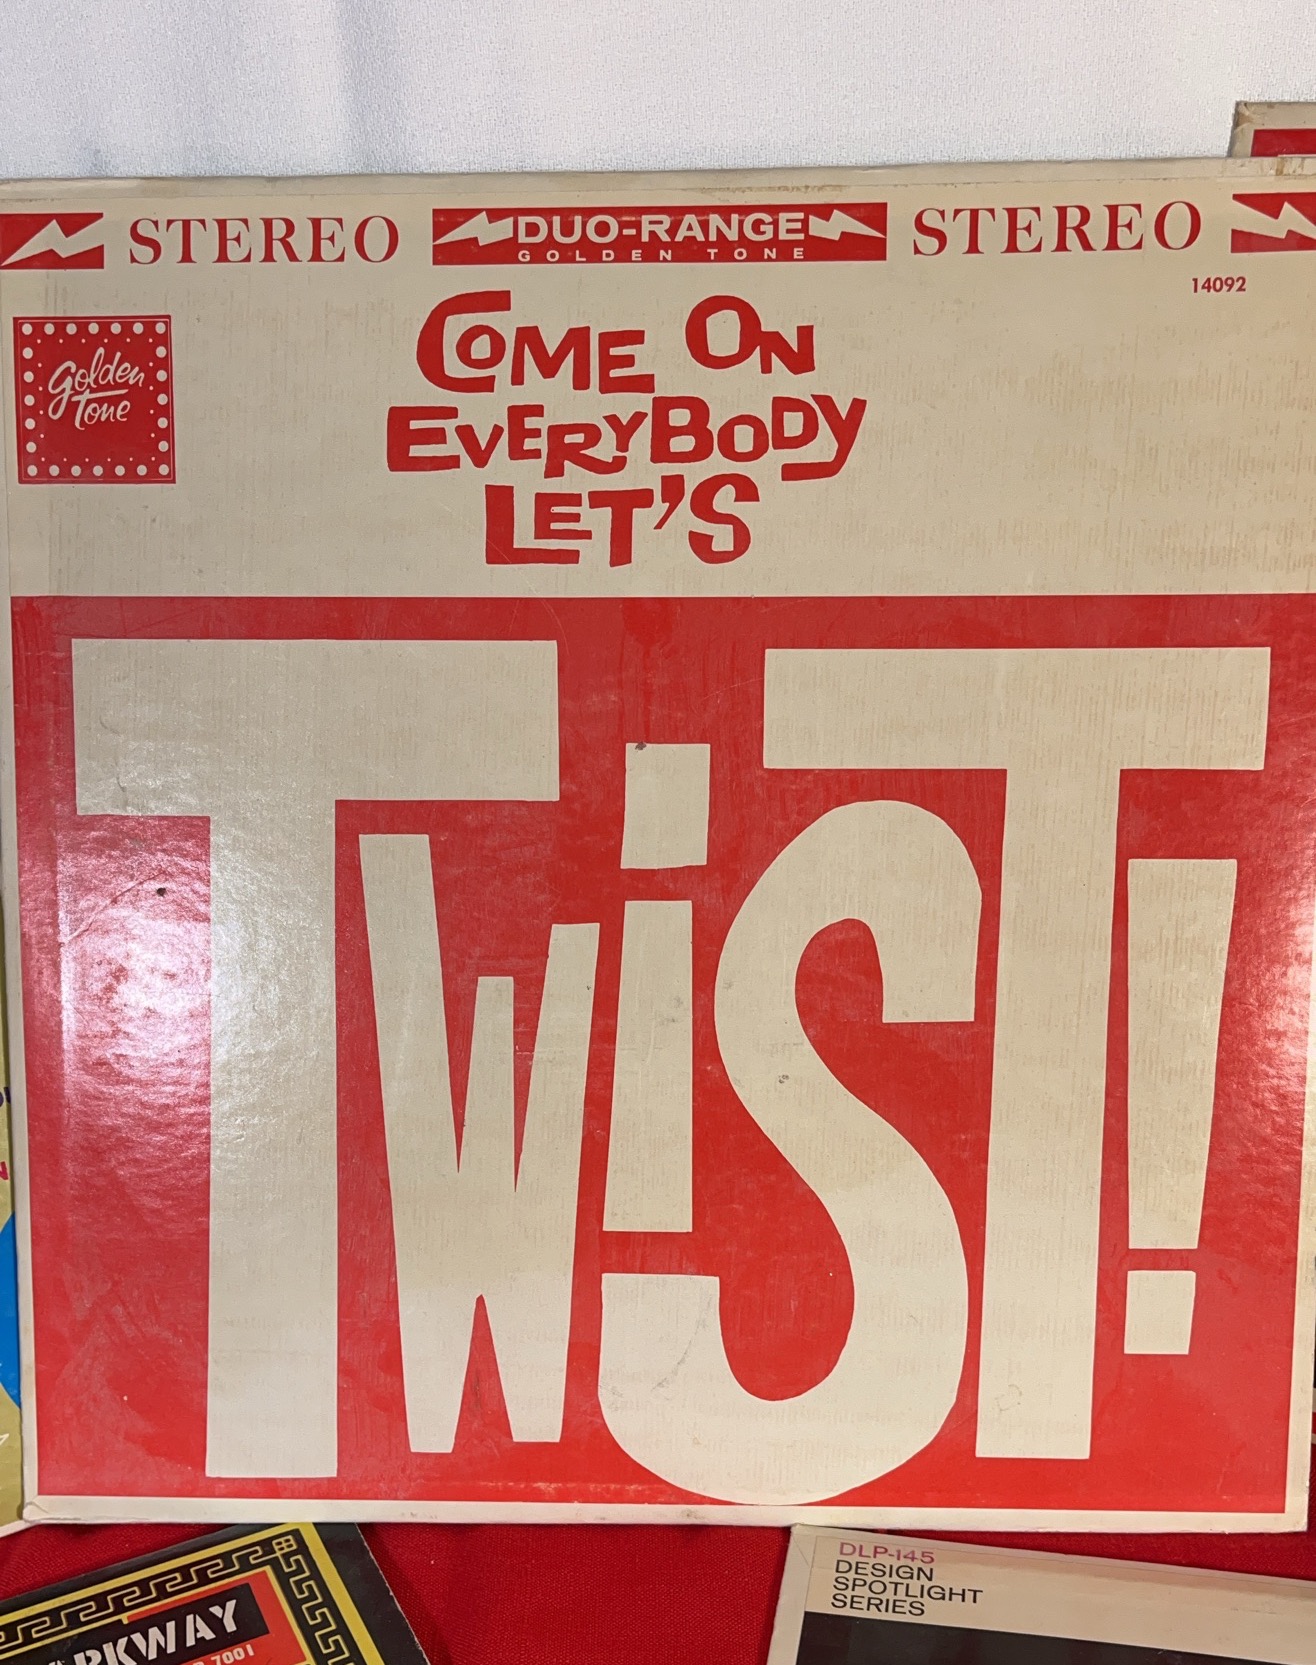 STEREO DUO-RANGE STEREO
GOLDEN TONE
14092
Golden
Tone
COME ON
EVERYBODY
LET'S
TWiST!
DLP-145
DESIGN
SPOTLIGHT
SERIES
7001